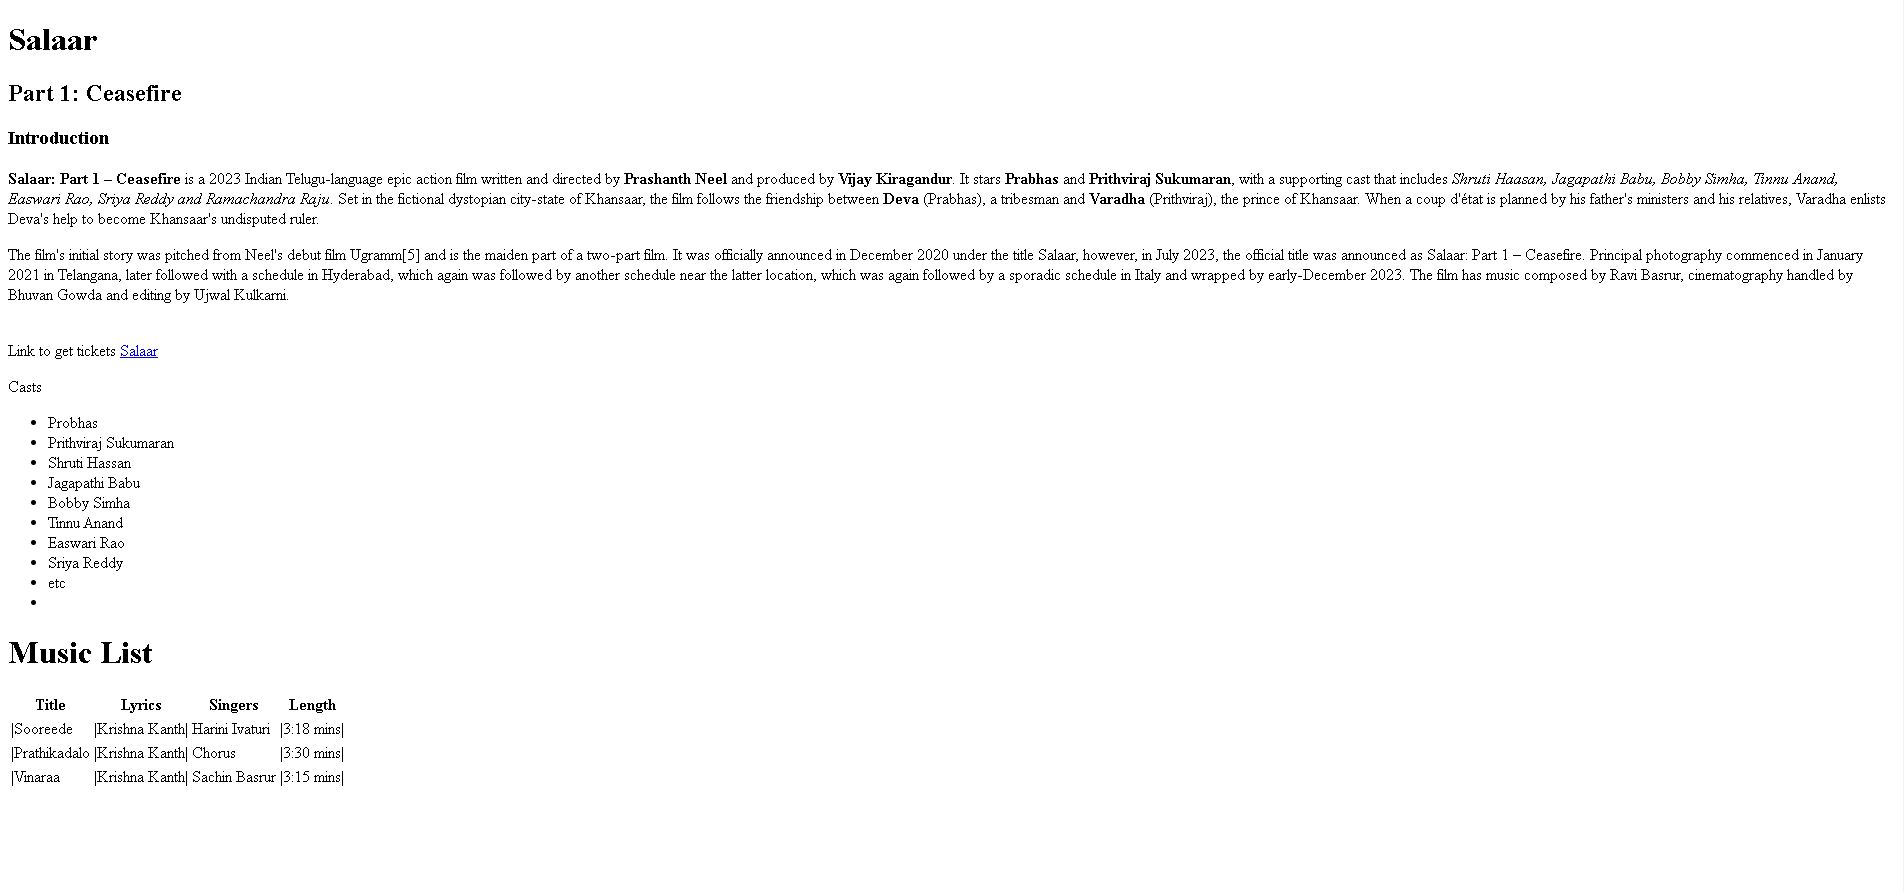 Salaar
Part 1: Ceasefire
Introduction
Salaar: Part 1 – Ceasefire is a 2023 Indian Telugu-language epic action film written and directed by Prashanth Neel and produced by Vijay Kiragandur. It stars Prabhas and Prithviraj Sukumaran, with a supporting cast that includes Shruti Haasan, Jagapathi Babu, Bobby Simha, Tinnu Anand,
Easwari Rao, Sriya Reddy and Ramachandra Raju. Set in the fictional dystopian city-state of Khansaar, the film follows the friendship between Deva (Prabhas), a tribesman and Varadha (Prithviraj), the prince of Khansaar. When a coup d'état is planned by his father's ministers and his relatives, Varadha enlists
Deva's help to become Khansaar's undisputed ruler.
The film's initial story was pitched from Neel's debut film Ugramm[5] and is the maiden part of a two-part film. It was officially announced in December 2020 under the title Salaar, however, in July 2023, the official title was announced as Salaar: Part 1 – Ceasefire. Principal photography commenced in January
2021 in Telangana, later followed with a schedule in Hyderabad, which again was followed by another schedule near the latter location, which was again followed by a sporadic schedule in Italy and wrapped by early-December 2023. The film has music composed by Ravi Basrur, cinematography handled by
Bhuvan Gowda and editing by Ujwal Kulkarni.
Link to get tickets Salaar
Casts
• Probhas
• Prithviraj Sukumaran
• Shruti Hassan
• Jagapathi Babu
• Bobby Simha
• Tinnu Anand
• Easwari Rao
• Sriya Reddy
• etc
•
Music List
Title Lyrics Singers Length
|Sooreede |Krishna Kanth| Harini Ivaturi |3:18 mins|
|Prathikadalo |Krishna Kanth| Chorus |3:30 mins|
|Vinaraa |Krishna Kanth| Sachin Basrur |3:15 mins|